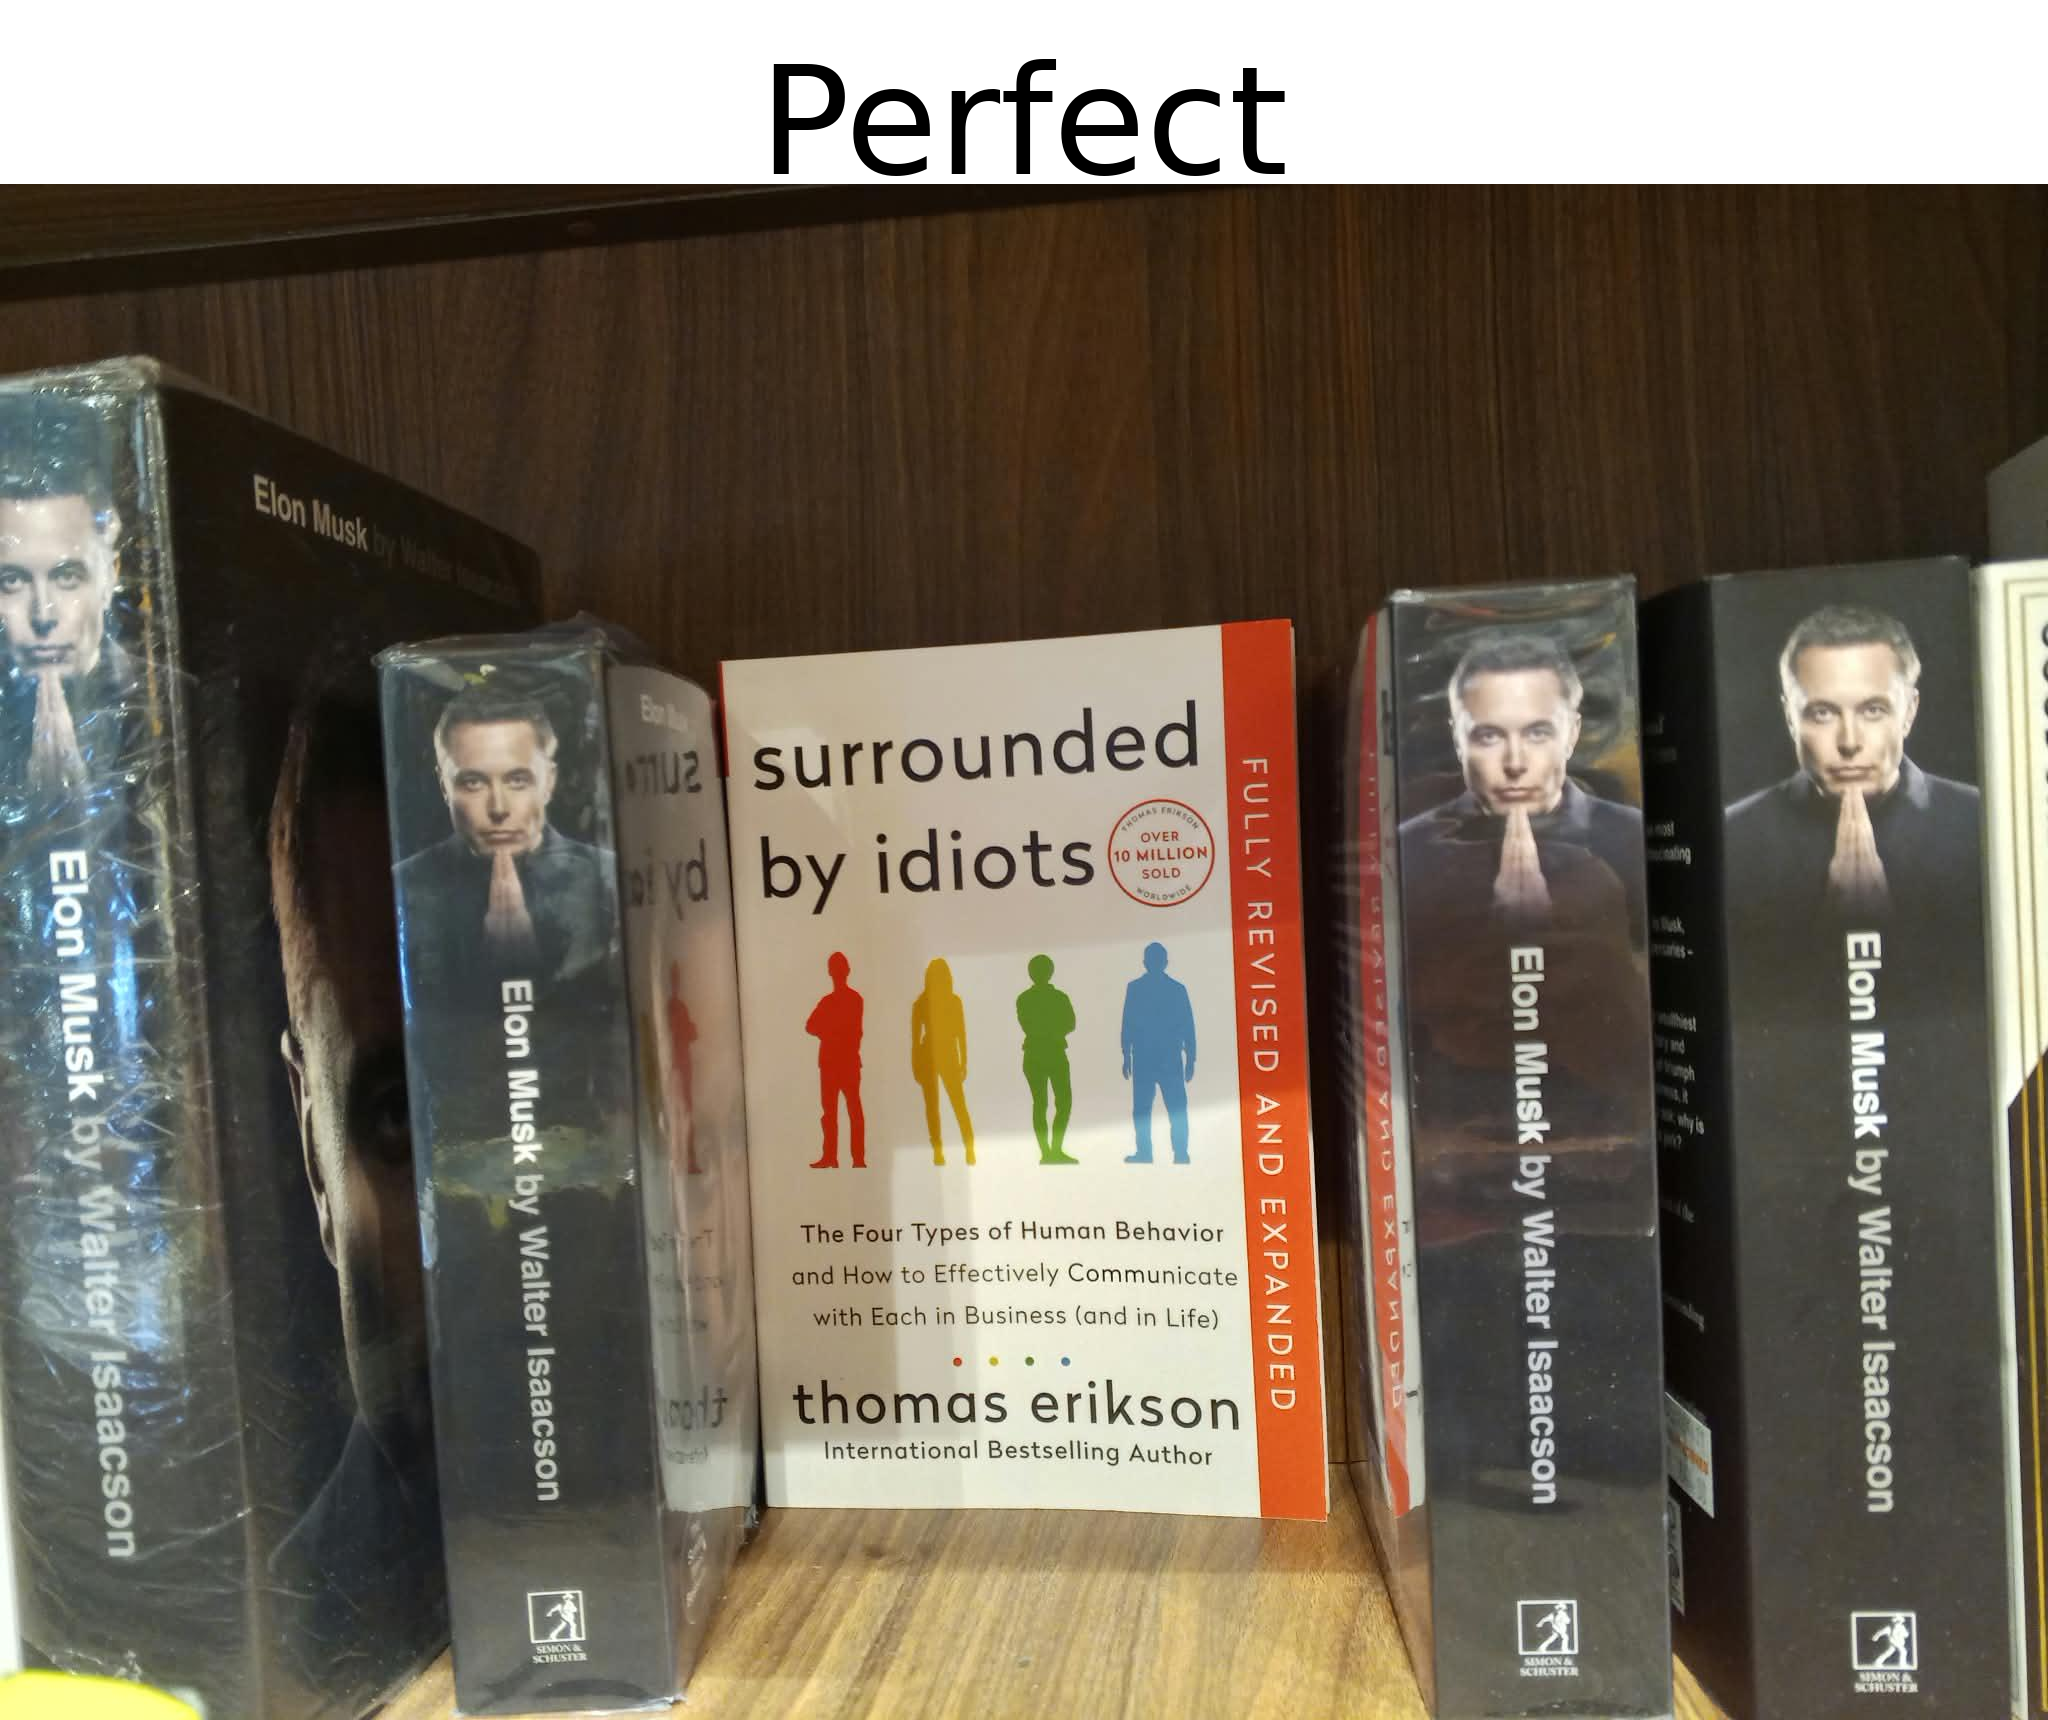 Perfect
Elon Musk by Walter Isaacson
Elon Musk by Walter Isaacson
Elon Musk by Walter Isaacson
SIMON &
SCHUSTER
surrounded
by idiots
THOMAS ERIKSON
OVER
10 MILLION
SOLD
WORLDWIDE
The Four Types of Human Behavior
and How to Effectively Communicate
with Each in Business (and in Life)
thomas erikson
International Bestselling Author
FULLY REVISED AND EXPANDED
Elon Musk by Walter Isaacson
SIMON &
SCHUSTER
Elon Musk by Walter Isaacson
SIMON &
SCHUSTER